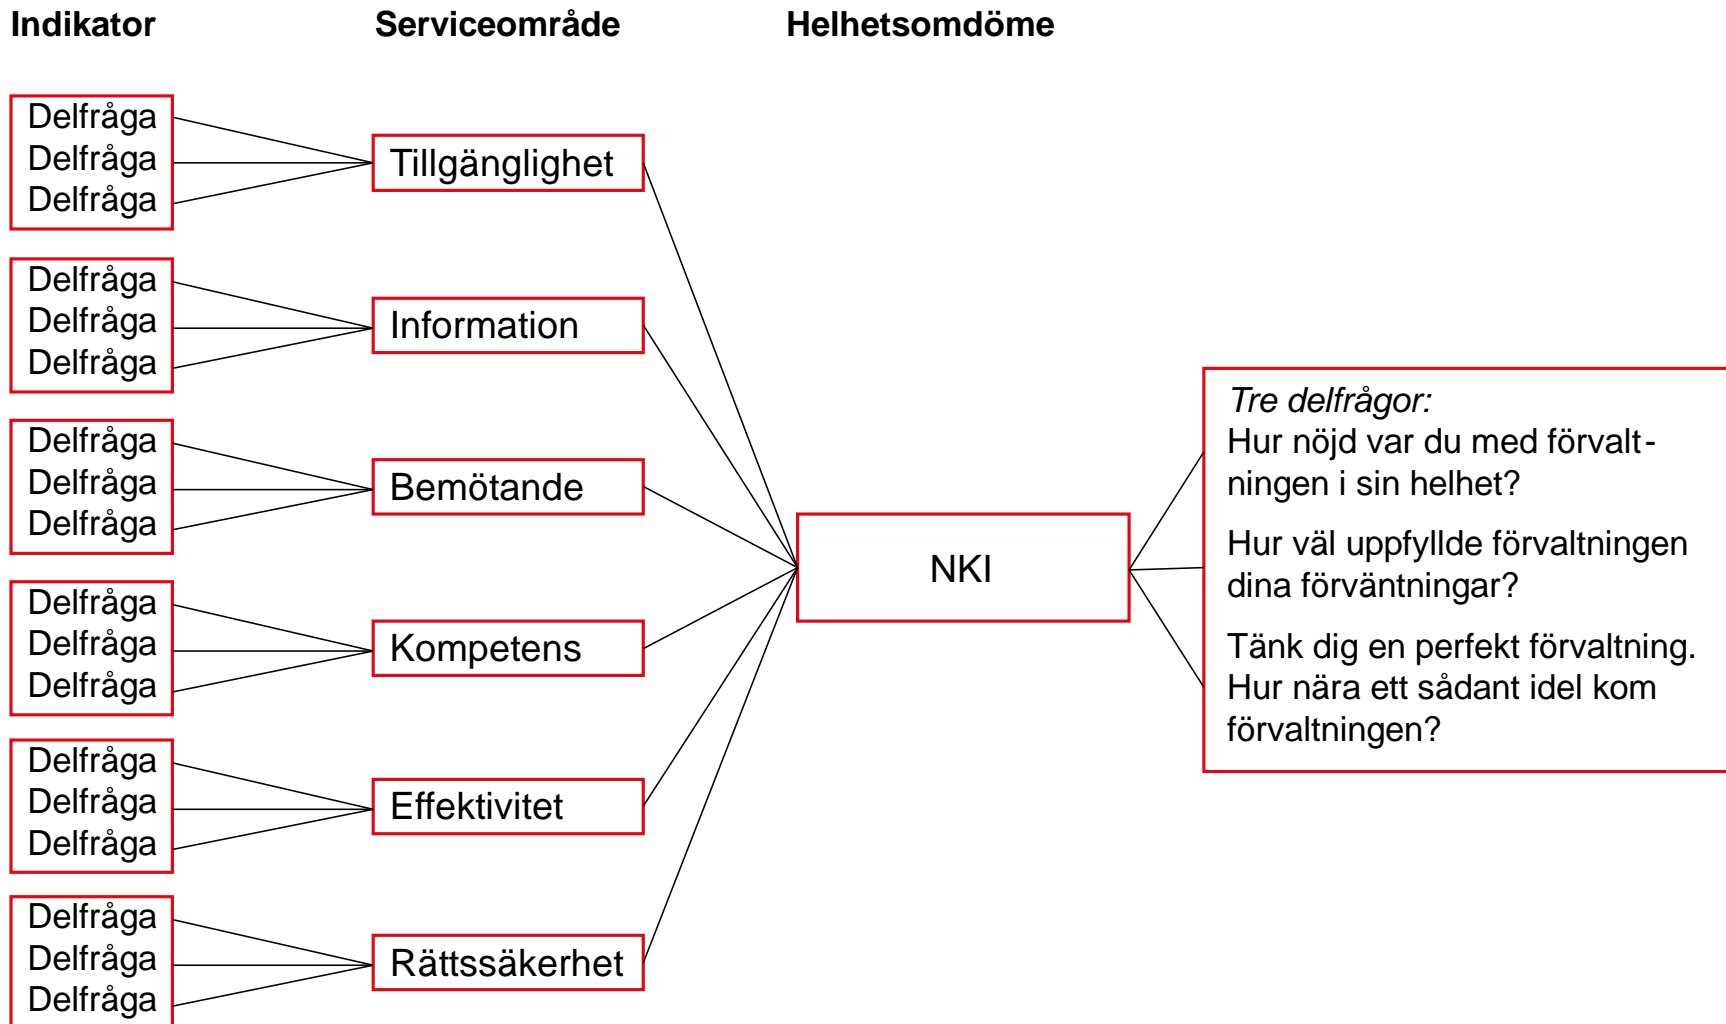 Indikator Serviceområde Helhetsomdöme
Delfråga
Delfråga
Delfråga
Tillgänglighet
Delfråga
Delfråga
Delfråga
Information
Delfråga
Delfråga
Delfråga
Bemötande
Delfråga
Delfråga
Delfråga
Kompetens
Delfråga
Delfråga
Delfråga
Effektivitet
Delfråga
Delfråga
Delfråga
Rättssäkerhet
NKI
Tre delfrågor:
Hur nöjd var du med förvalt-
ningen i sin helhet?
Hur väl uppfyllde förvaltningen
dina förväntningar?
Tänk dig en perfekt förvaltning.
Hur nära ett sådant idel kom
förvaltningen?